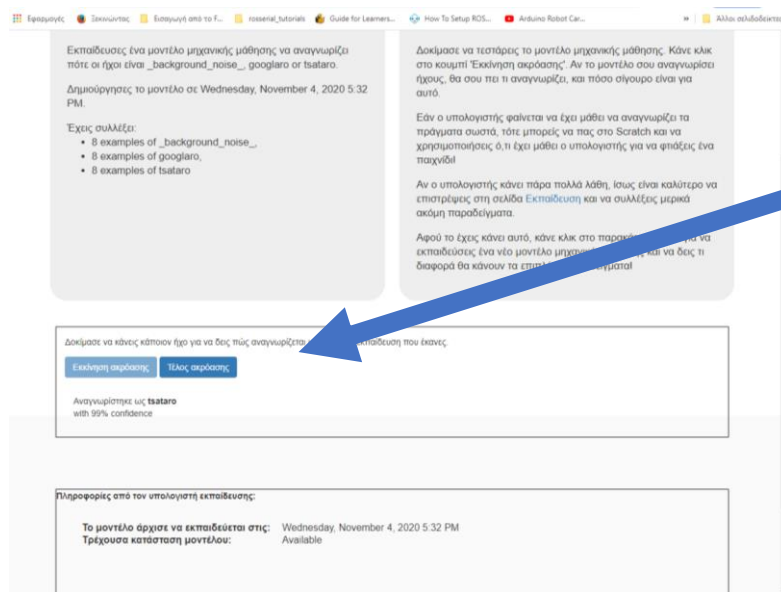 Εφαρμογές Ξεκινώντας Εισαγωγή από το F... rosserial_tutorials Guide for Learners... How To Setup ROS... Arduino Robot Car... » Άλλοι σελιδοδείκτες
Εκπαίδευσες ένα μοντέλο μηχανικής μάθησης να αναγνωρίζει
πότε οι ήχοι είναι _background_noise_, googlaro or tsataro.
Δημιούργησες το μοντέλο σε Wednesday, November 4, 2020 5:32
PM.
Έχεις συλλέξει:
• 8 examples of _background_noise_,
• 8 examples of googlaro,
• 8 examples of tsataro
Δοκίμασε να τεστάρεις το μοντέλο μηχανικής μάθησης. Κάνε κλικ
στο κουμπί 'Εκκίνηση ακρόασης'. Αν το μοντέλο σου αναγνωρίσει
ήχους, θα σου πει τι αναγνωρίζει, και πόσο σίγουρο είναι για
αυτό.
Εάν ο υπολογιστής φαίνεται να έχει μάθει να αναγνωρίζει τα
πράγματα σωστά, τότε μπορείς να πας στο Scratch και να
χρησιμοποιήσεις ό,τι έχει μάθει ο υπολογιστής για να φτιάξεις ένα
παιχνίδι!
Αν ο υπολογιστής κάνει πάρα πολλά λάθη, ίσως είναι καλύτερο να
επιστρέψεις στη σελίδα Εκπαίδευση και να συλλέξεις μερικά
ακόμη παραδείγματα.
Αφού το έχεις κάνει αυτό, κάνε κλικ στο για να
εκπαιδεύσεις ένα νέο μοντέλο και να δεις τι
διαφορά θα κάνουν τα
Δοκίμασε να κάνεις κάποιον ήχο για να δεις πώς αναγνωρίζεται που έκανες.
Εκκίνηση ακρόασης Τέλος ακρόασης
Αναγνωρίστηκε ως tsataro
with 99% confidence
Πληροφορίες από τον υπολογιστή εκπαίδευσης:
Το μοντέλο άρχισε να εκπαιδεύεται στις: Wednesday, November 4, 2020 5:32 PM
Τρέχουσα κατάσταση μοντέλου: Available